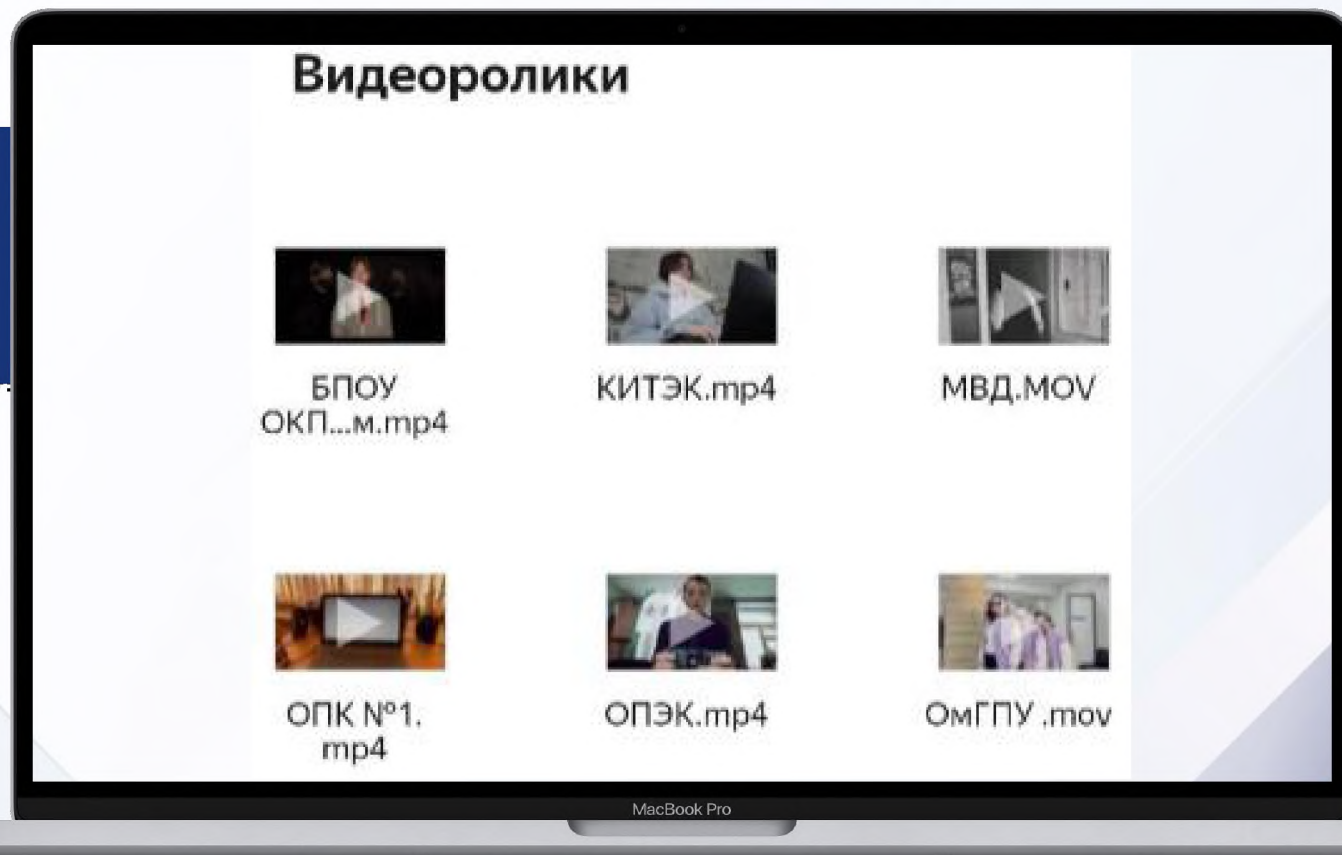 Видеоролики
БПОУ
ОКП...м.mp4
КИТЭК.mp4
МВД.MOV
ОПК №1.
mp4
ОПЭК.mp4
ОмГПУ .mov
MacBook Pro